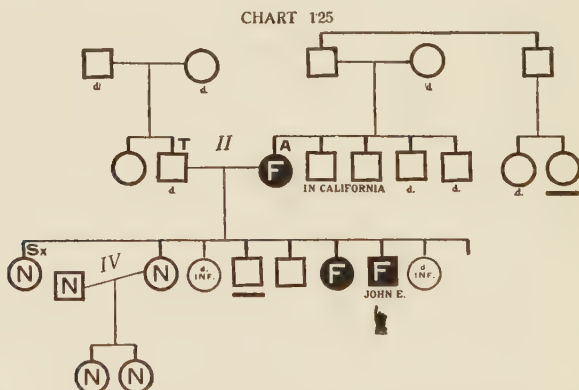 CHART 125
d. d. d.
T II A
F
d. IN CALIFORNIA d. d. d.
Sx
N N IV N d. INF. F F d. INF.
JOHN E.
N N